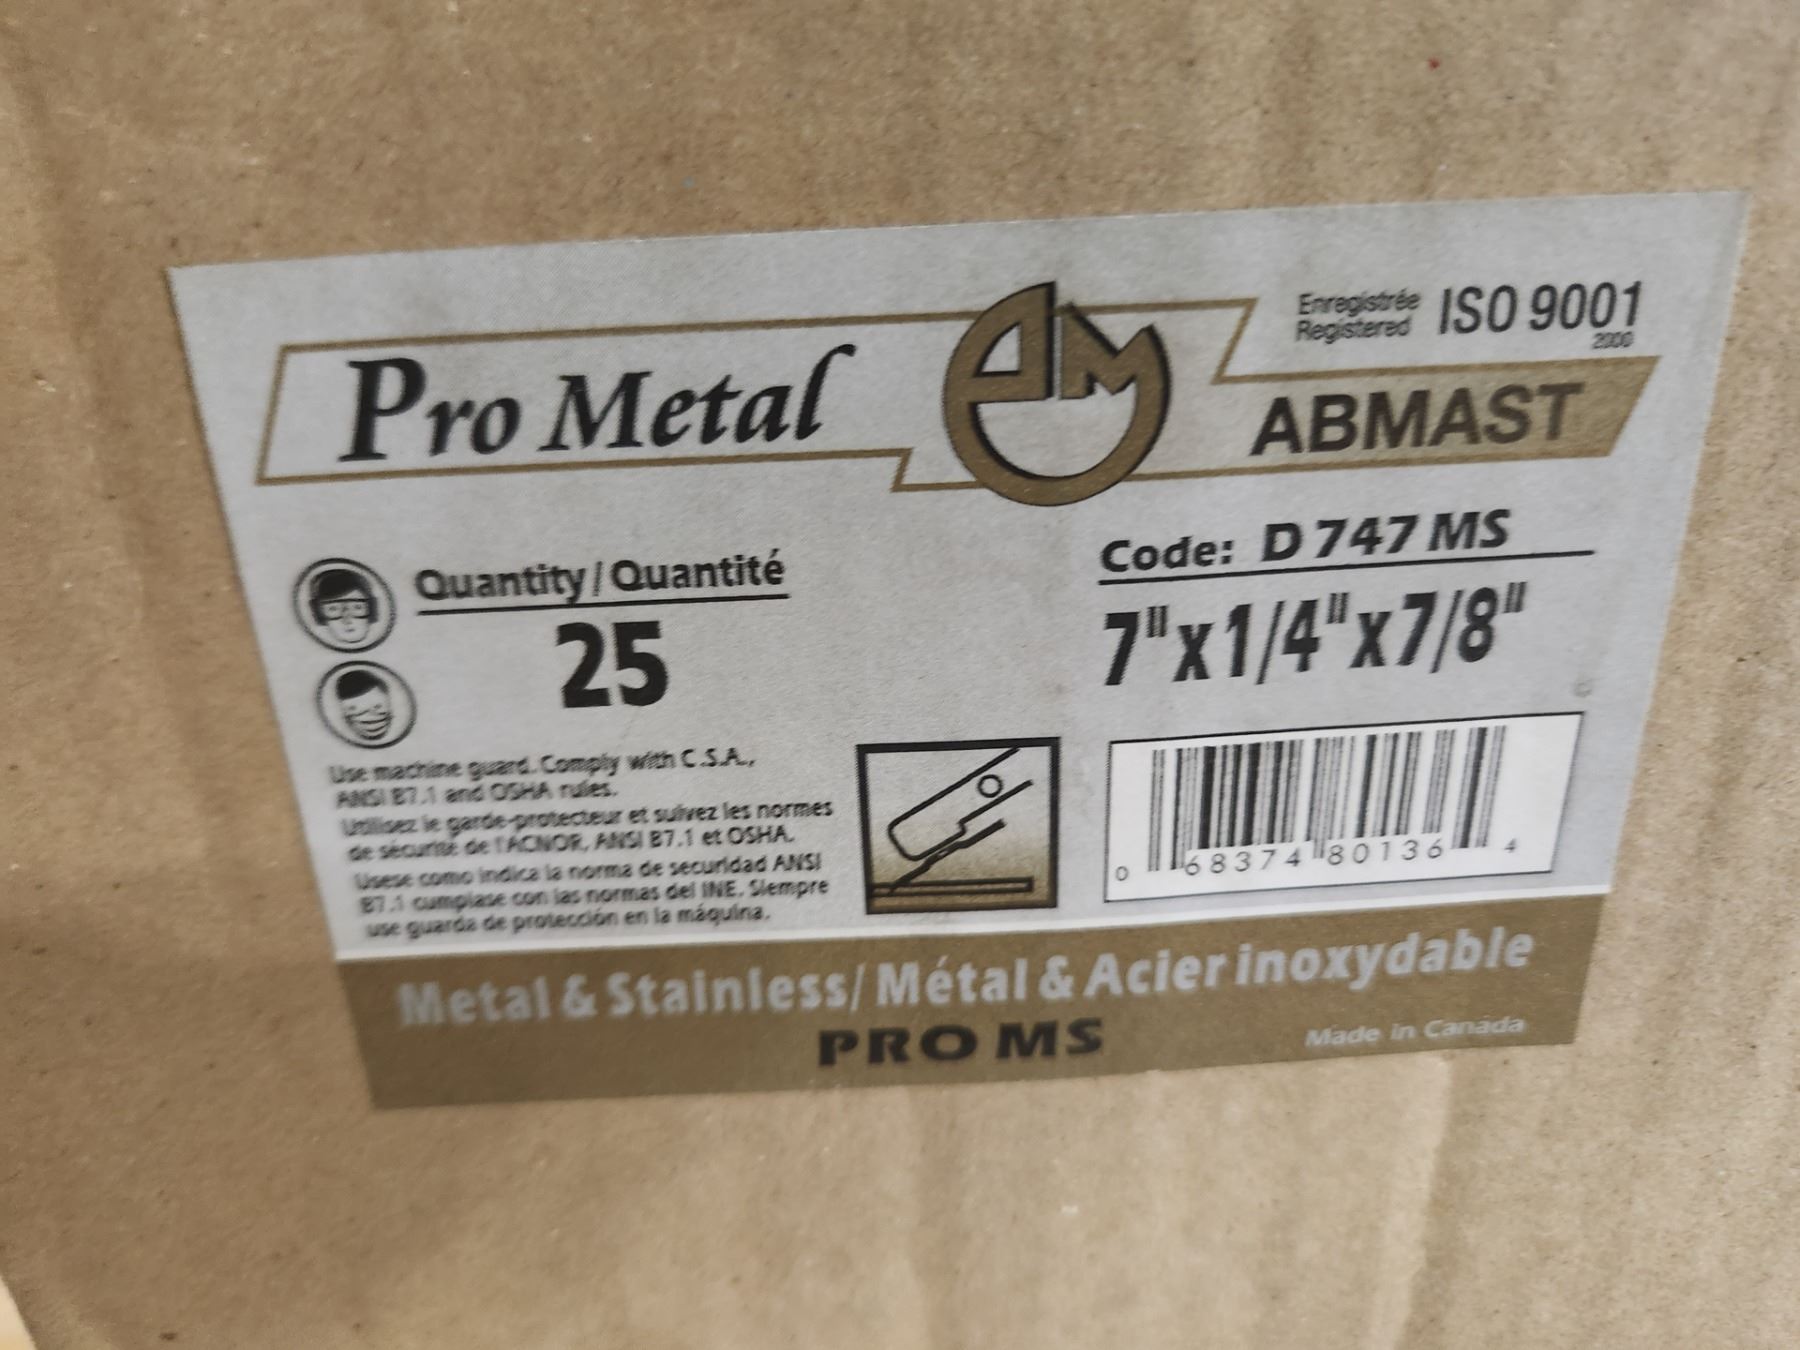 Pro Metal
Enregistrée
Registered
ISO 9001
2000
ABMAST
Quantity / Quantité
25
Code: D 747 MS
7"x1/4"x7/8"
Use machine guard. Comply with C.S.A.,
ANSI B7.1 and OSHA rules.
Utilisez le garde-protecteur et suivez les normes
de sécurité de l'ACNOR, ANSI B7.1 et OSHA.
Usese como indica la norma de securidad ANSI
B7.1 cumplase con las normas del INE. Siempre
use guarda de protección en la máquina.
0 68374 80136 4
Metal & Stainless/ Métal & Acier inoxydable
PRO MS
Made in Canada